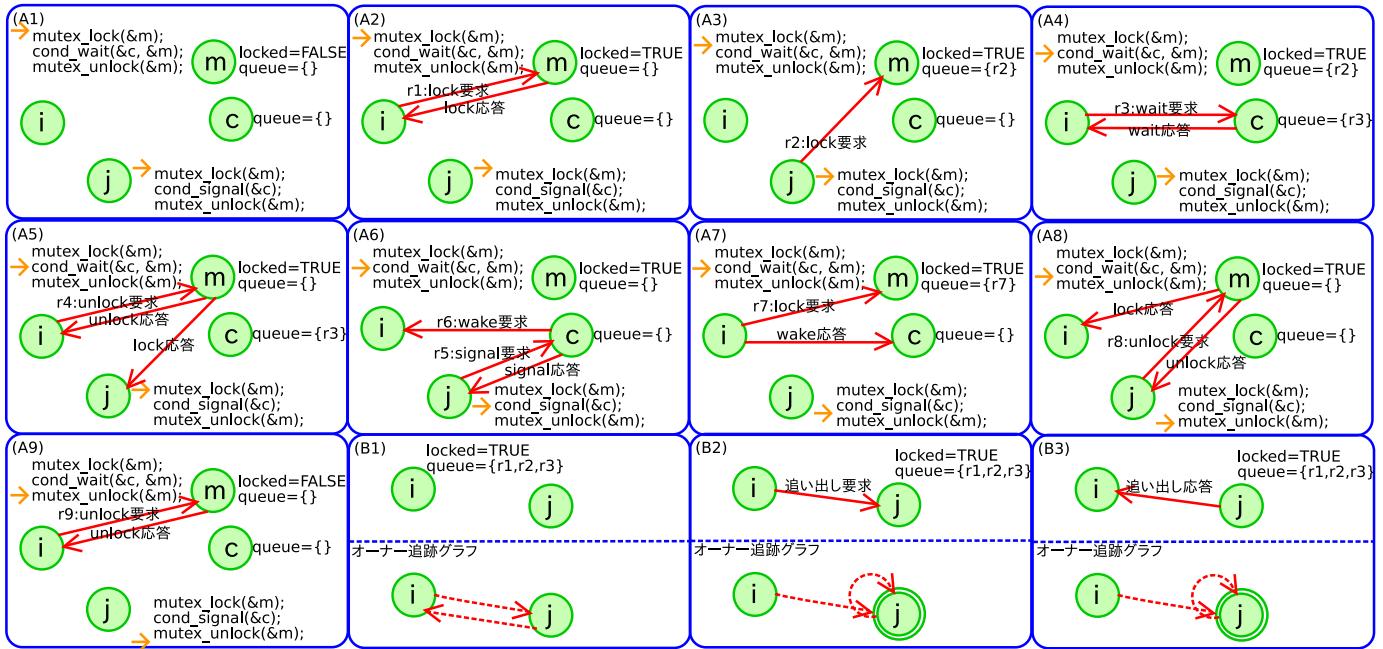 (A1)
mutex_lock(&m);
cond_wait(&c, &m);
mutex_unlock(&m);
m
locked=FALSE
queue={}
i
c
queue={}
j
mutex_lock(&m);
cond_signal(&c);
mutex_unlock(&m);
(A2)
mutex_lock(&m);
cond_wait(&c, &m);
mutex_unlock(&m);
m
locked=TRUE
queue={}
r1:lock要求
lock応答
i
c
queue={}
j
mutex_lock(&m);
cond_signal(&c);
mutex_unlock(&m);
(A3)
mutex_lock(&m);
cond_wait(&c, &m);
mutex_unlock(&m);
m
locked=TRUE
queue={r2}
i
c
queue={}
r2:lock要求
j
mutex_lock(&m);
cond_signal(&c);
mutex_unlock(&m);
(A4)
mutex_lock(&m);
cond_wait(&c, &m);
mutex_unlock(&m);
m
locked=TRUE
queue={r2}
r3:wait要求
wait応答
i
c
queue={r3}
j
mutex_lock(&m);
cond_signal(&c);
mutex_unlock(&m);
(A5)
mutex_lock(&m);
cond_wait(&c, &m);
mutex_unlock(&m);
m
locked=TRUE
queue={}
r4:unlock要求
unlock応答
i
c
queue={r3}
lock応答
j
mutex_lock(&m);
cond_signal(&c);
mutex_unlock(&m);
(A6)
mutex_lock(&m);
cond_wait(&c, &m);
mutex_unlock(&m);
m
locked=TRUE
queue={}
r6:wake要求
i
c
queue={}
r5:signal要求
signal応答
j
mutex_lock(&m);
cond_signal(&c);
mutex_unlock(&m);
(A7)
mutex_lock(&m);
cond_wait(&c, &m);
mutex_unlock(&m);
m
locked=TRUE
queue={r7}
r7:lock要求
wake応答
i
c
queue={}
j
mutex_lock(&m);
cond_signal(&c);
mutex_unlock(&m);
(A8)
mutex_lock(&m);
cond_wait(&c, &m);
mutex_unlock(&m);
m
locked=TRUE
queue={}
lock応答
i
c
queue={}
r8:unlock要求
unlock応答
j
mutex_lock(&m);
cond_signal(&c);
mutex_unlock(&m);
(A9)
mutex_lock(&m);
cond_wait(&c, &m);
mutex_unlock(&m);
m
locked=FALSE
queue={}
r9:unlock要求
unlock応答
i
c
queue={}
j
mutex_lock(&m);
cond_signal(&c);
mutex_unlock(&m);
(B1)
locked=TRUE
queue={r1,r2,r3}
i
j
オーナー追跡グラフ
i
j
(B2)
locked=TRUE
queue={r1,r2,r3}
i
追い出し要求
j
オーナー追跡グラフ
i
j
(B3)
locked=TRUE
queue={r1,r2,r3}
i
追い出し応答
j
オーナー追跡グラフ
i
j